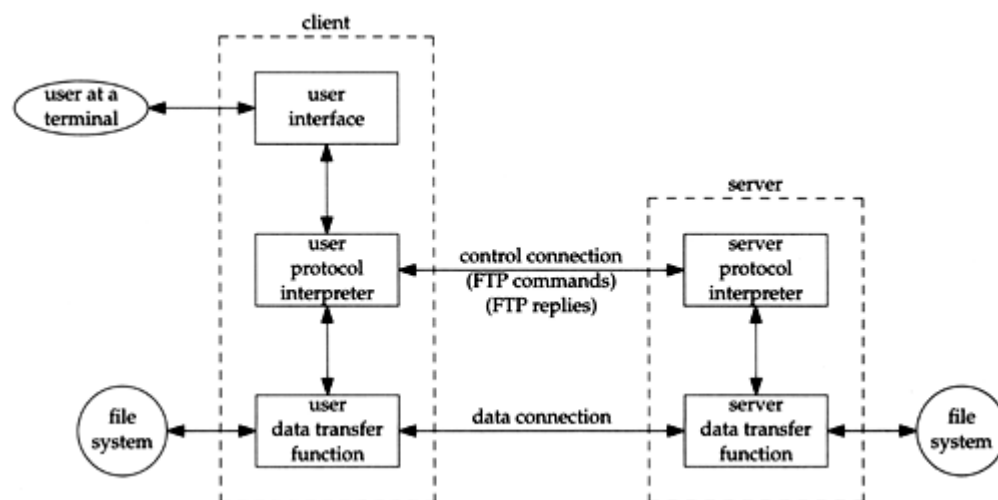 client
user at a
terminal
user
interface
server
user
protocol
interpreter
control connection
(FTP commands)
(FTP replies)
server
protocol
interpreter
file
system
user
data transfer
function
data connection
server
data transfer
function
file
system